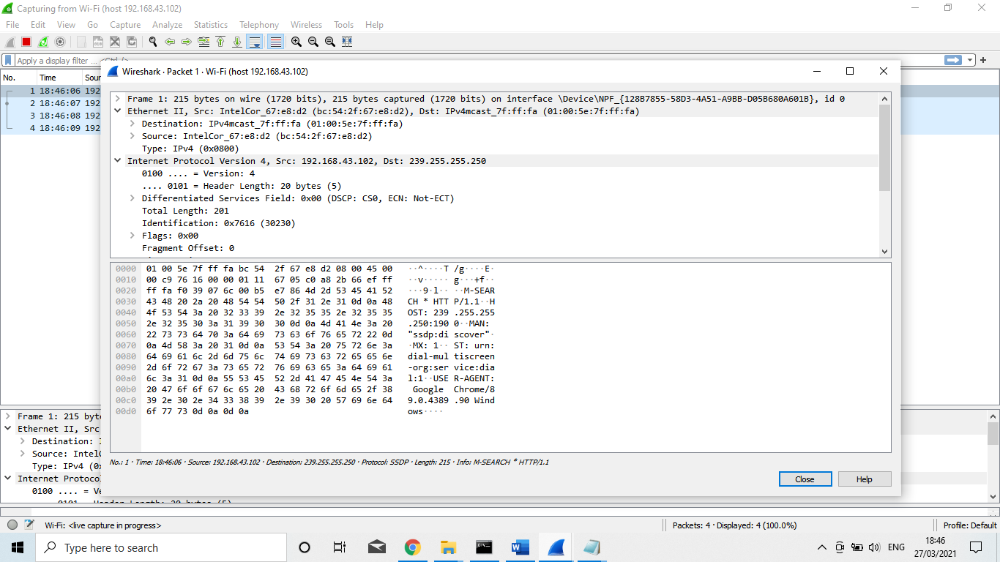 Capturing from Wi-Fi (host 192.168.43.102)
File Edit View Go Capture Analyze Statistics Telephony Wireless Tools Help
Apply a display filter ... <Ctrl-/>
No. Time Sour
1 18:46:06 192
2 18:46:07 192
3 18:46:08 192
4 18:46:09 192
Wireshark · Packet 1 · Wi-Fi (host 192.168.43.102)
Frame 1: 215 bytes on wire (1720 bits), 215 bytes captured (1720 bits) on interface \Device\NPF_{128B7855-58D3-4A51-A9BB-D05B680A601B}, id 0
Ethernet II, Src: IntelCor_67:e8:d2 (bc:54:2f:67:e8:d2), Dst: IPv4mcast_7f:ff:fa (01:00:5e:7f:ff:fa)
Destination: IPv4mcast_7f:ff:fa (01:00:5e:7f:ff:fa)
Source: IntelCor_67:e8:d2 (bc:54:2f:67:e8:d2)
Type: IPv4 (0x0800)
Internet Protocol Version 4, Src: 192.168.43.102, Dst: 239.255.255.250
0100 .... = Version: 4
.... 0101 = Header Length: 20 bytes (5)
Differentiated Services Field: 0x00 (DSCP: CS0, ECN: Not-ECT)
Total Length: 201
Identification: 0x7616 (30230)
Flags: 0x00
Fragment Offset: 0
0000 01 00 5e 7f ff fa bc 54 2f 67 e8 d2 08 00 45 00 ··^····T /g····E·
0010 00 c9 76 16 00 00 01 11 67 05 c0 a8 2b 66 ef ff ··v····· g···+f··
0020 ff fa f0 39 07 6c 00 b5 e7 86 4d 2d 53 45 41 52 ···9·l·· ··M-SEAR
0030 43 48 20 2a 20 48 54 54 50 2f 31 2e 31 0d 0a 48 CH * HTT P/1.1··H
0040 4f 53 54 3a 20 32 33 39 2e 32 35 35 2e 32 35 35 OST: 239 .255.255
0050 2e 32 35 30 3a 31 39 30 30 0d 0a 4d 41 4e 3a 20 .250:190 0··MAN:
0060 22 73 73 64 70 3a 64 69 73 63 6f 76 65 72 22 0d "ssdp:di scover"·
0070 0a 4d 58 3a 20 31 0d 0a 53 54 3a 20 75 72 6e 3a ·MX: 1·· ST: urn:
0080 64 69 61 6c 2d 6d 75 6c 74 69 73 63 72 65 65 6e dial-mul tiscreen
0090 2d 6f 72 67 3a 73 65 72 76 69 63 65 3a 64 69 61 -org:ser vice:dia
00a0 6c 3a 31 0d 0a 55 53 45 52 2d 41 47 45 4e 54 3a l:1··USE R-AGENT:
00b0 20 47 6f 6f 67 6c 65 20 43 68 72 6f 6d 65 2f 38 Google Chrome/8
00c0 39 2e 30 2e 34 33 38 39 2e 39 30 20 57 69 6e 64 9.0.4389 .90 Wind
00d0 6f 77 73 0d 0a 0d 0a ows····
No.: 1 · Time: 18:46:06 · Source: 192.168.43.102 · Destination: 239.255.255.250 · Protocol: SSDP · Length: 215 · Info: M-SEARCH * HTTP/1.1
Close Help
Frame 1: 215 byt
Ethernet II, Src
Destination:
Source: Intel
Type: IPv4 (0
Internet Protoco
0100 .... = Ve
0101 = Header Length: 20 bytes (5)
Wi-Fi: <live capture in progress> Packets: 4 · Displayed: 4 (100.0%) Profile: Default
Type here to search ENG 18:46
27/03/2021